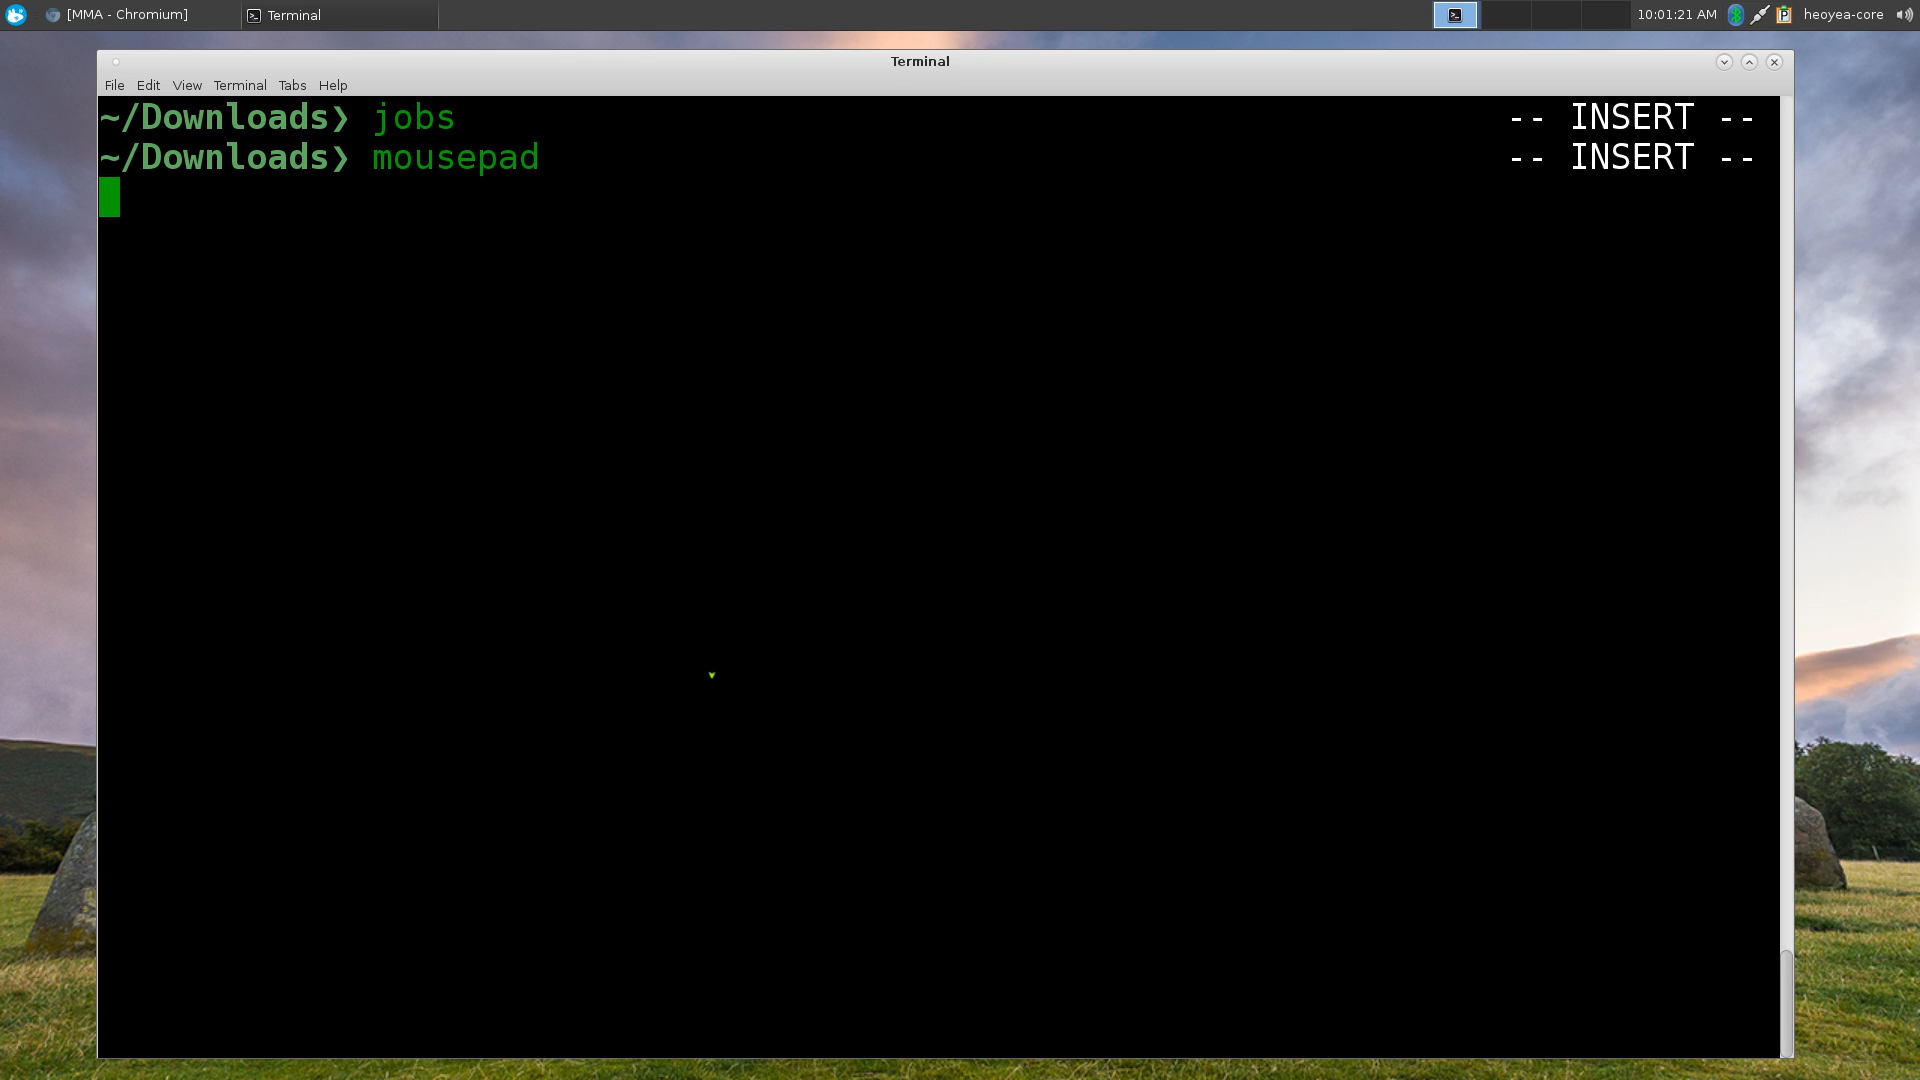 [MMA - Chromium]
Terminal
10:01:21 AM
heoyea-core
Terminal
File Edit View Terminal Tabs Help
~/Downloads❯ jobs -- INSERT --
~/Downloads❯ mousepad -- INSERT --